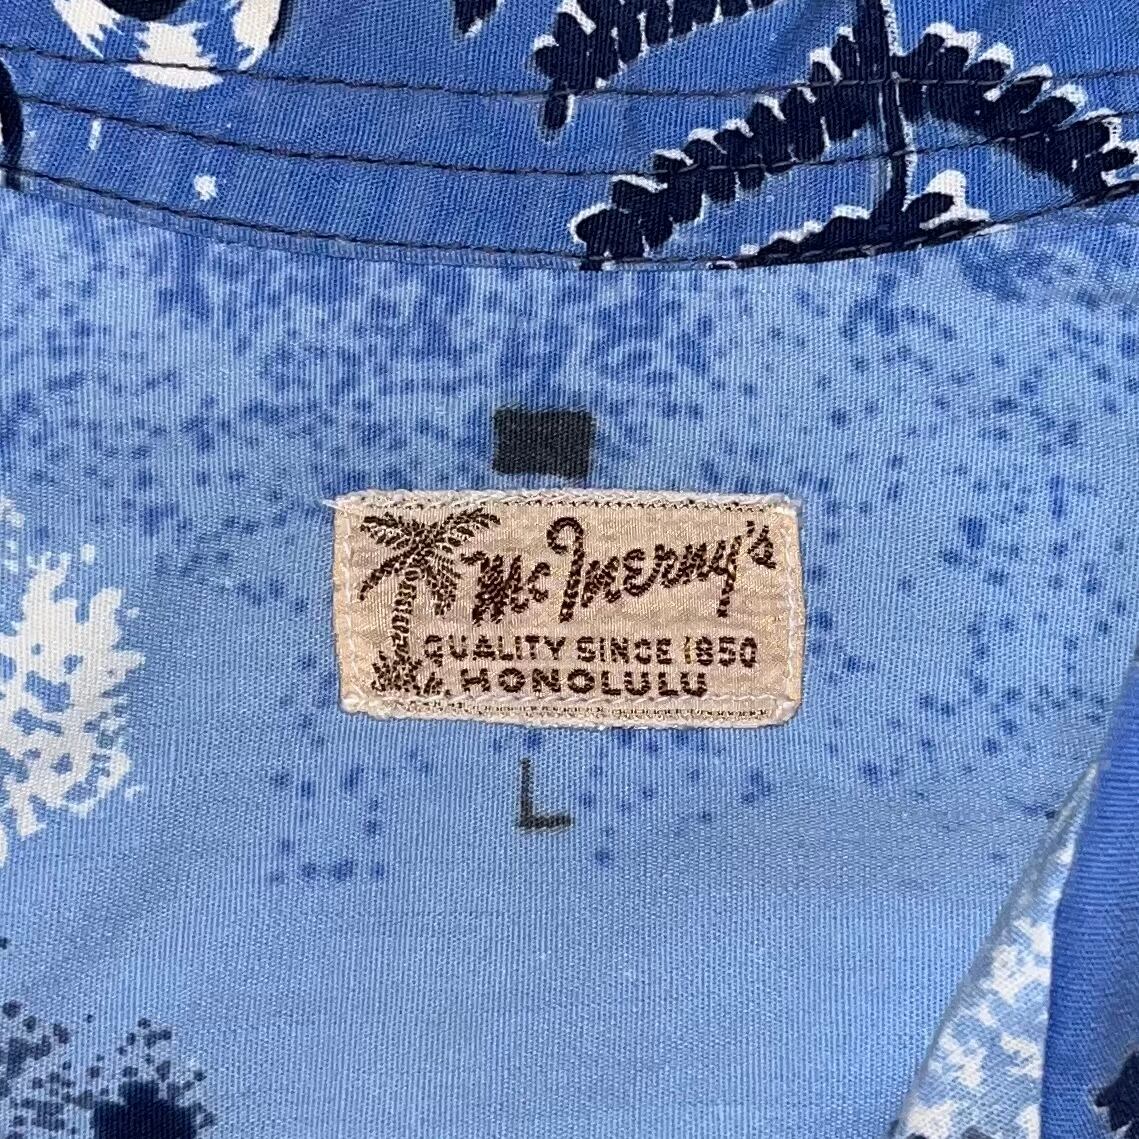 McInerny's
QUALITY SINCE 1850
HONOLULU
L